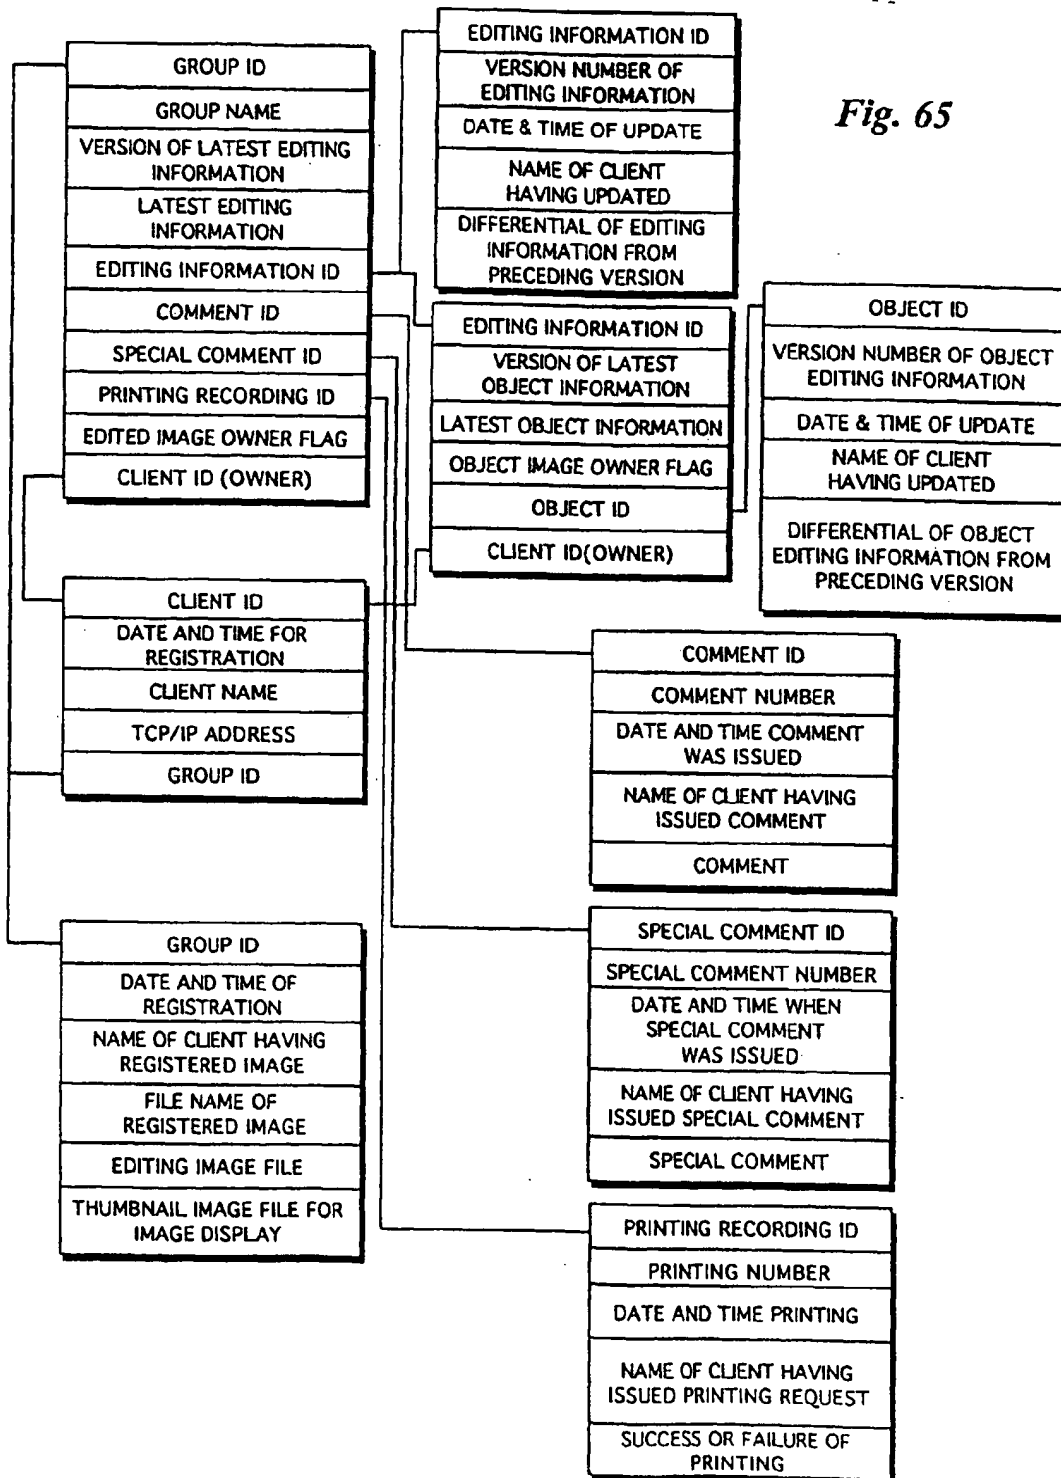 EDITING INFORMATION ID
VERSION NUMBER OF
EDITING INFORMATION
DATE & TIME OF UPDATE
NAME OF CLIENT
HAVING UPDATED
DIFFERENTIAL OF EDITING
INFORMATION FROM
PRECEDING VERSION
Fig. 65
GROUP ID
GROUP NAME
VERSION OF LATEST EDITING
INFORMATION
LATEST EDITING
INFORMATION
EDITING INFORMATION ID
COMMENT ID
SPECIAL COMMENT ID
PRINTING RECORDING ID
EDITED IMAGE OWNER FLAG
CLIENT ID (OWNER)
EDITING INFORMATION ID
VERSION OF LATEST
OBJECT INFORMATION
LATEST OBJECT INFORMATION
OBJECT IMAGE OWNER FLAG
OBJECT ID
CLIENT ID(OWNER)
OBJECT ID
VERSION NUMBER OF OBJECT
EDITING INFORMATION
DATE & TIME OF UPDATE
NAME OF CLIENT
HAVING UPDATED
DIFFERENTIAL OF OBJECT
EDITING INFORMATION FROM
PRECEDING VERSION
CLIENT ID
DATE AND TIME FOR
REGISTRATION
CLIENT NAME
TCP/IP ADDRESS
GROUP ID
COMMENT ID
COMMENT NUMBER
DATE AND TIME COMMENT
WAS ISSUED
NAME OF CLIENT HAVING
ISSUED COMMENT
COMMENT
GROUP ID
DATE AND TIME OF
REGISTRATION
NAME OF CLIENT HAVING
REGISTERED IMAGE
FILE NAME OF
REGISTERED IMAGE
EDITING IMAGE FILE
THUMBNAIL IMAGE FILE FOR
IMAGE DISPLAY
SPECIAL COMMENT ID
SPECIAL COMMENT NUMBER
DATE AND TIME WHEN
SPECIAL COMMENT
WAS ISSUED
NAME OF CLIENT HAVING
ISSUED SPECIAL COMMENT
SPECIAL COMMENT
PRINTING RECORDING ID
PRINTING NUMBER
DATE AND TIME PRINTING
NAME OF CLIENT HAVING
ISSUED PRINTING REQUEST
SUCCESS OR FAILURE OF
PRINTING